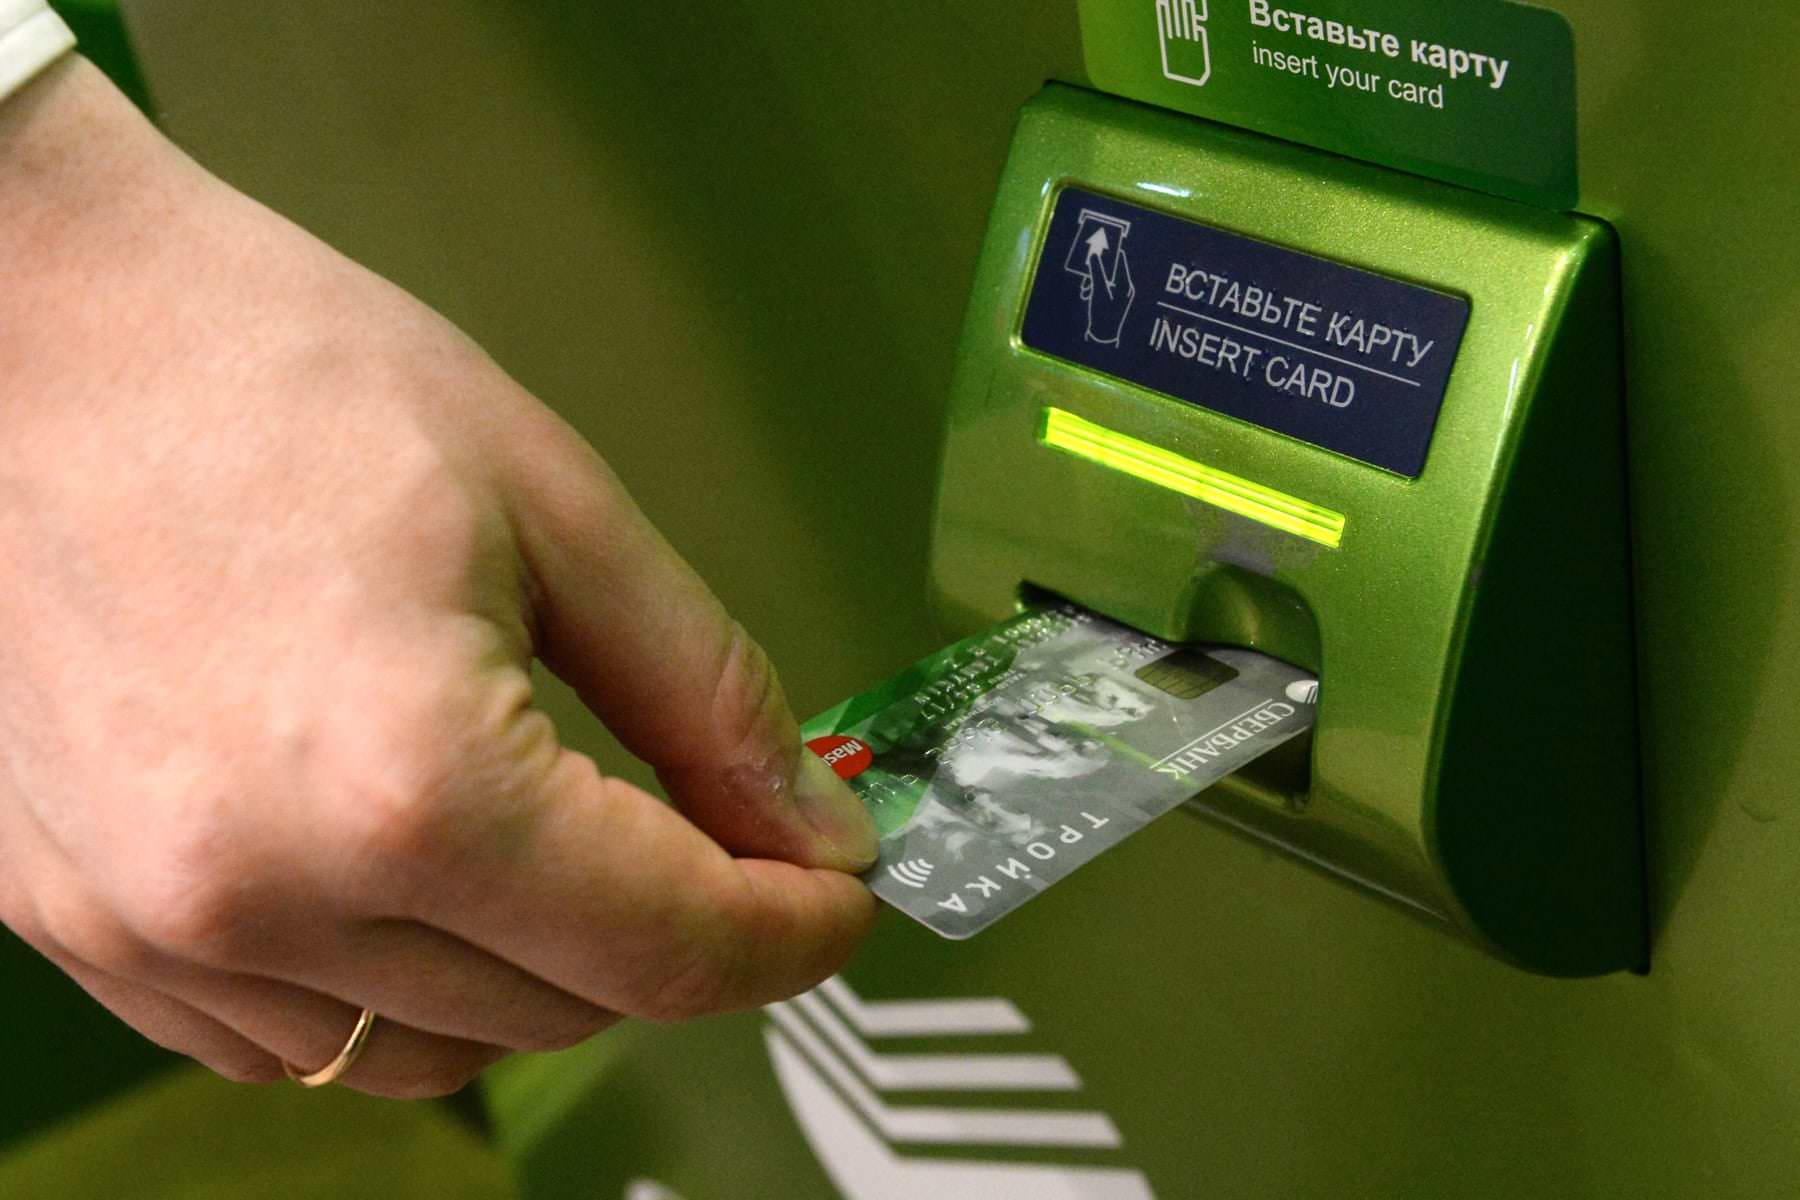 Вставьте карту
insert your card
ВСТАВЬТЕ КАРТУ
INSERT CARD
СБЕРБАНК
ТРОЙКА